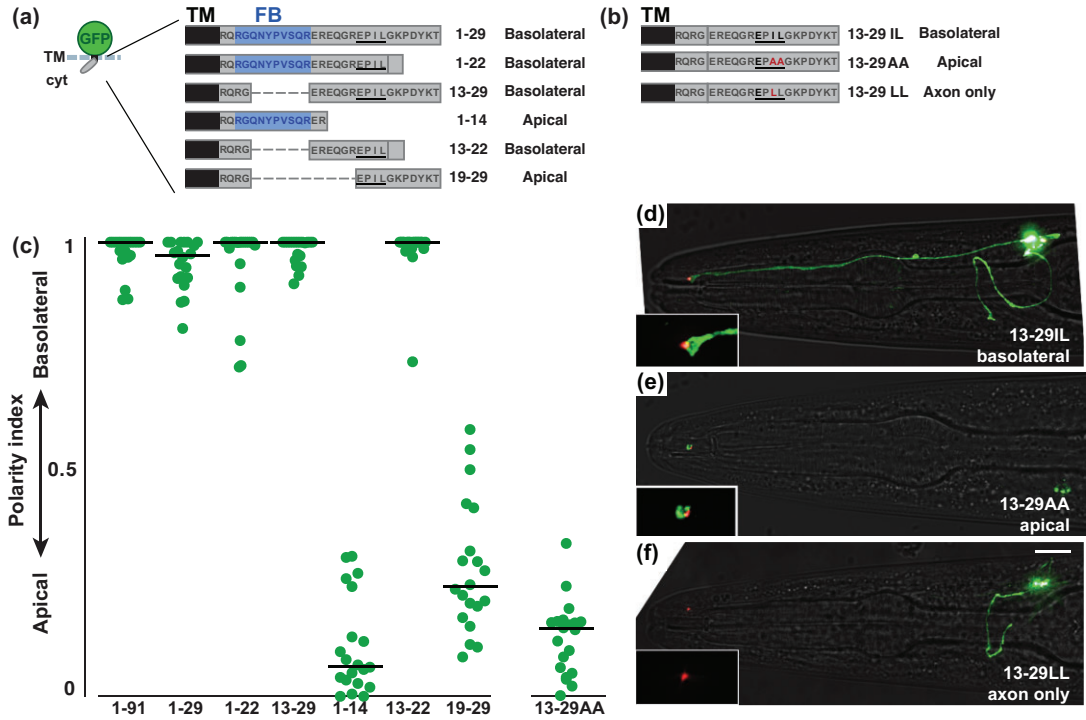 (a)
GFP
TM
cyt
TM FB
RQRGQNYPVSQREREQGREPILGKPDYKT 1-29 Basolateral
RQRGQNYPVSQREREQGREPIL 1-22 Basolateral
RQRG EREQGREPILGKPDYKT 13-29 Basolateral
RQRGQNYPVSQRER 1-14 Apical
RQRG EREQGREPIL 13-22 Basolateral
RQRG EPILGKPDYKT 19-29 Apical
(b)
TM
RQRG EREQGREPILGKPDYKT 13-29 IL Basolateral
RQRG EREQGREPAAGKPDYKT 13-29 AA Apical
RQRG EREQGREPLLGKPDYKT 13-29 LL Axon only
(c)
Polarity index
Apical
Basolateral
1
0.5
0
1-91 1-29 1-22 13-29 1-14 13-22 19-29 13-29AA
(d)
13-29IL
basolateral
(e)
13-29AA
apical
(f)
13-29LL
axon only